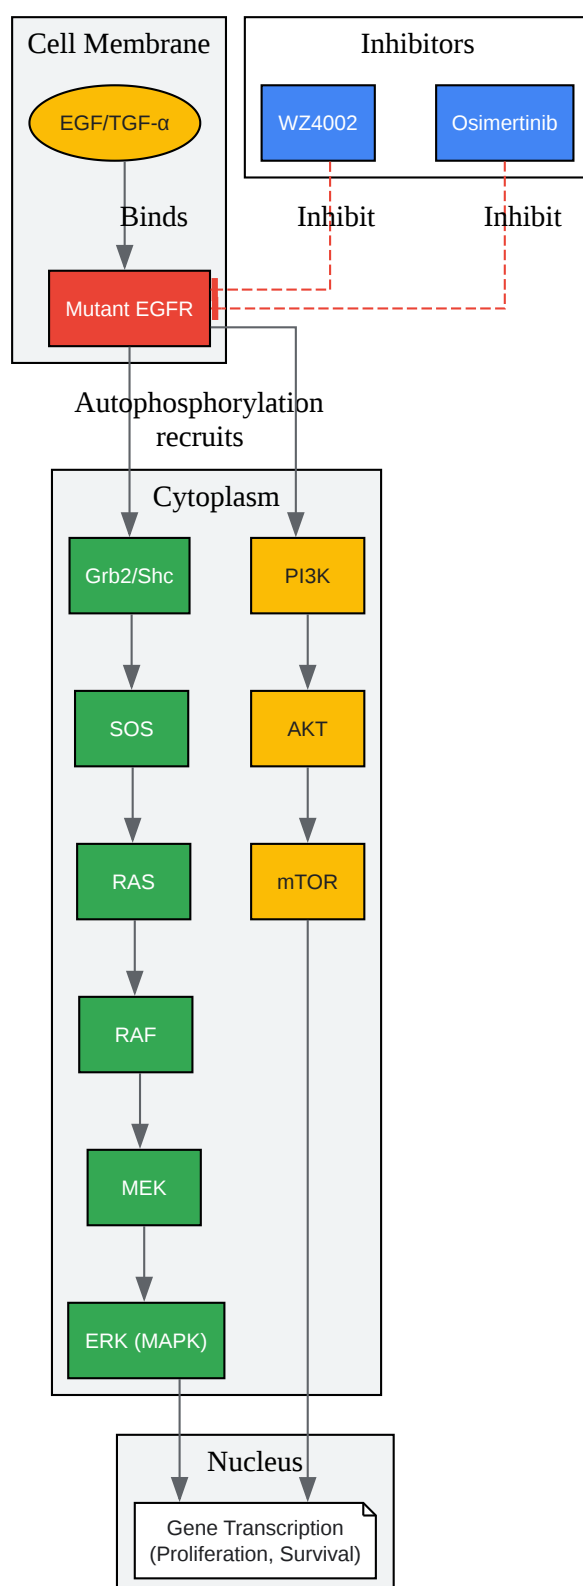 Cell Membrane
Inhibitors
EGF/TGF-α
WZ4002
Osimertinib
Binds
Inhibit
Inhibit
Mutant EGFR
Autophosphorylation
recruits
Cytoplasm
Grb2/Shc
PI3K
SOS
AKT
RAS
mTOR
RAF
MEK
ERK (MAPK)
Nucleus
Gene Transcription
(Proliferation, Survival)